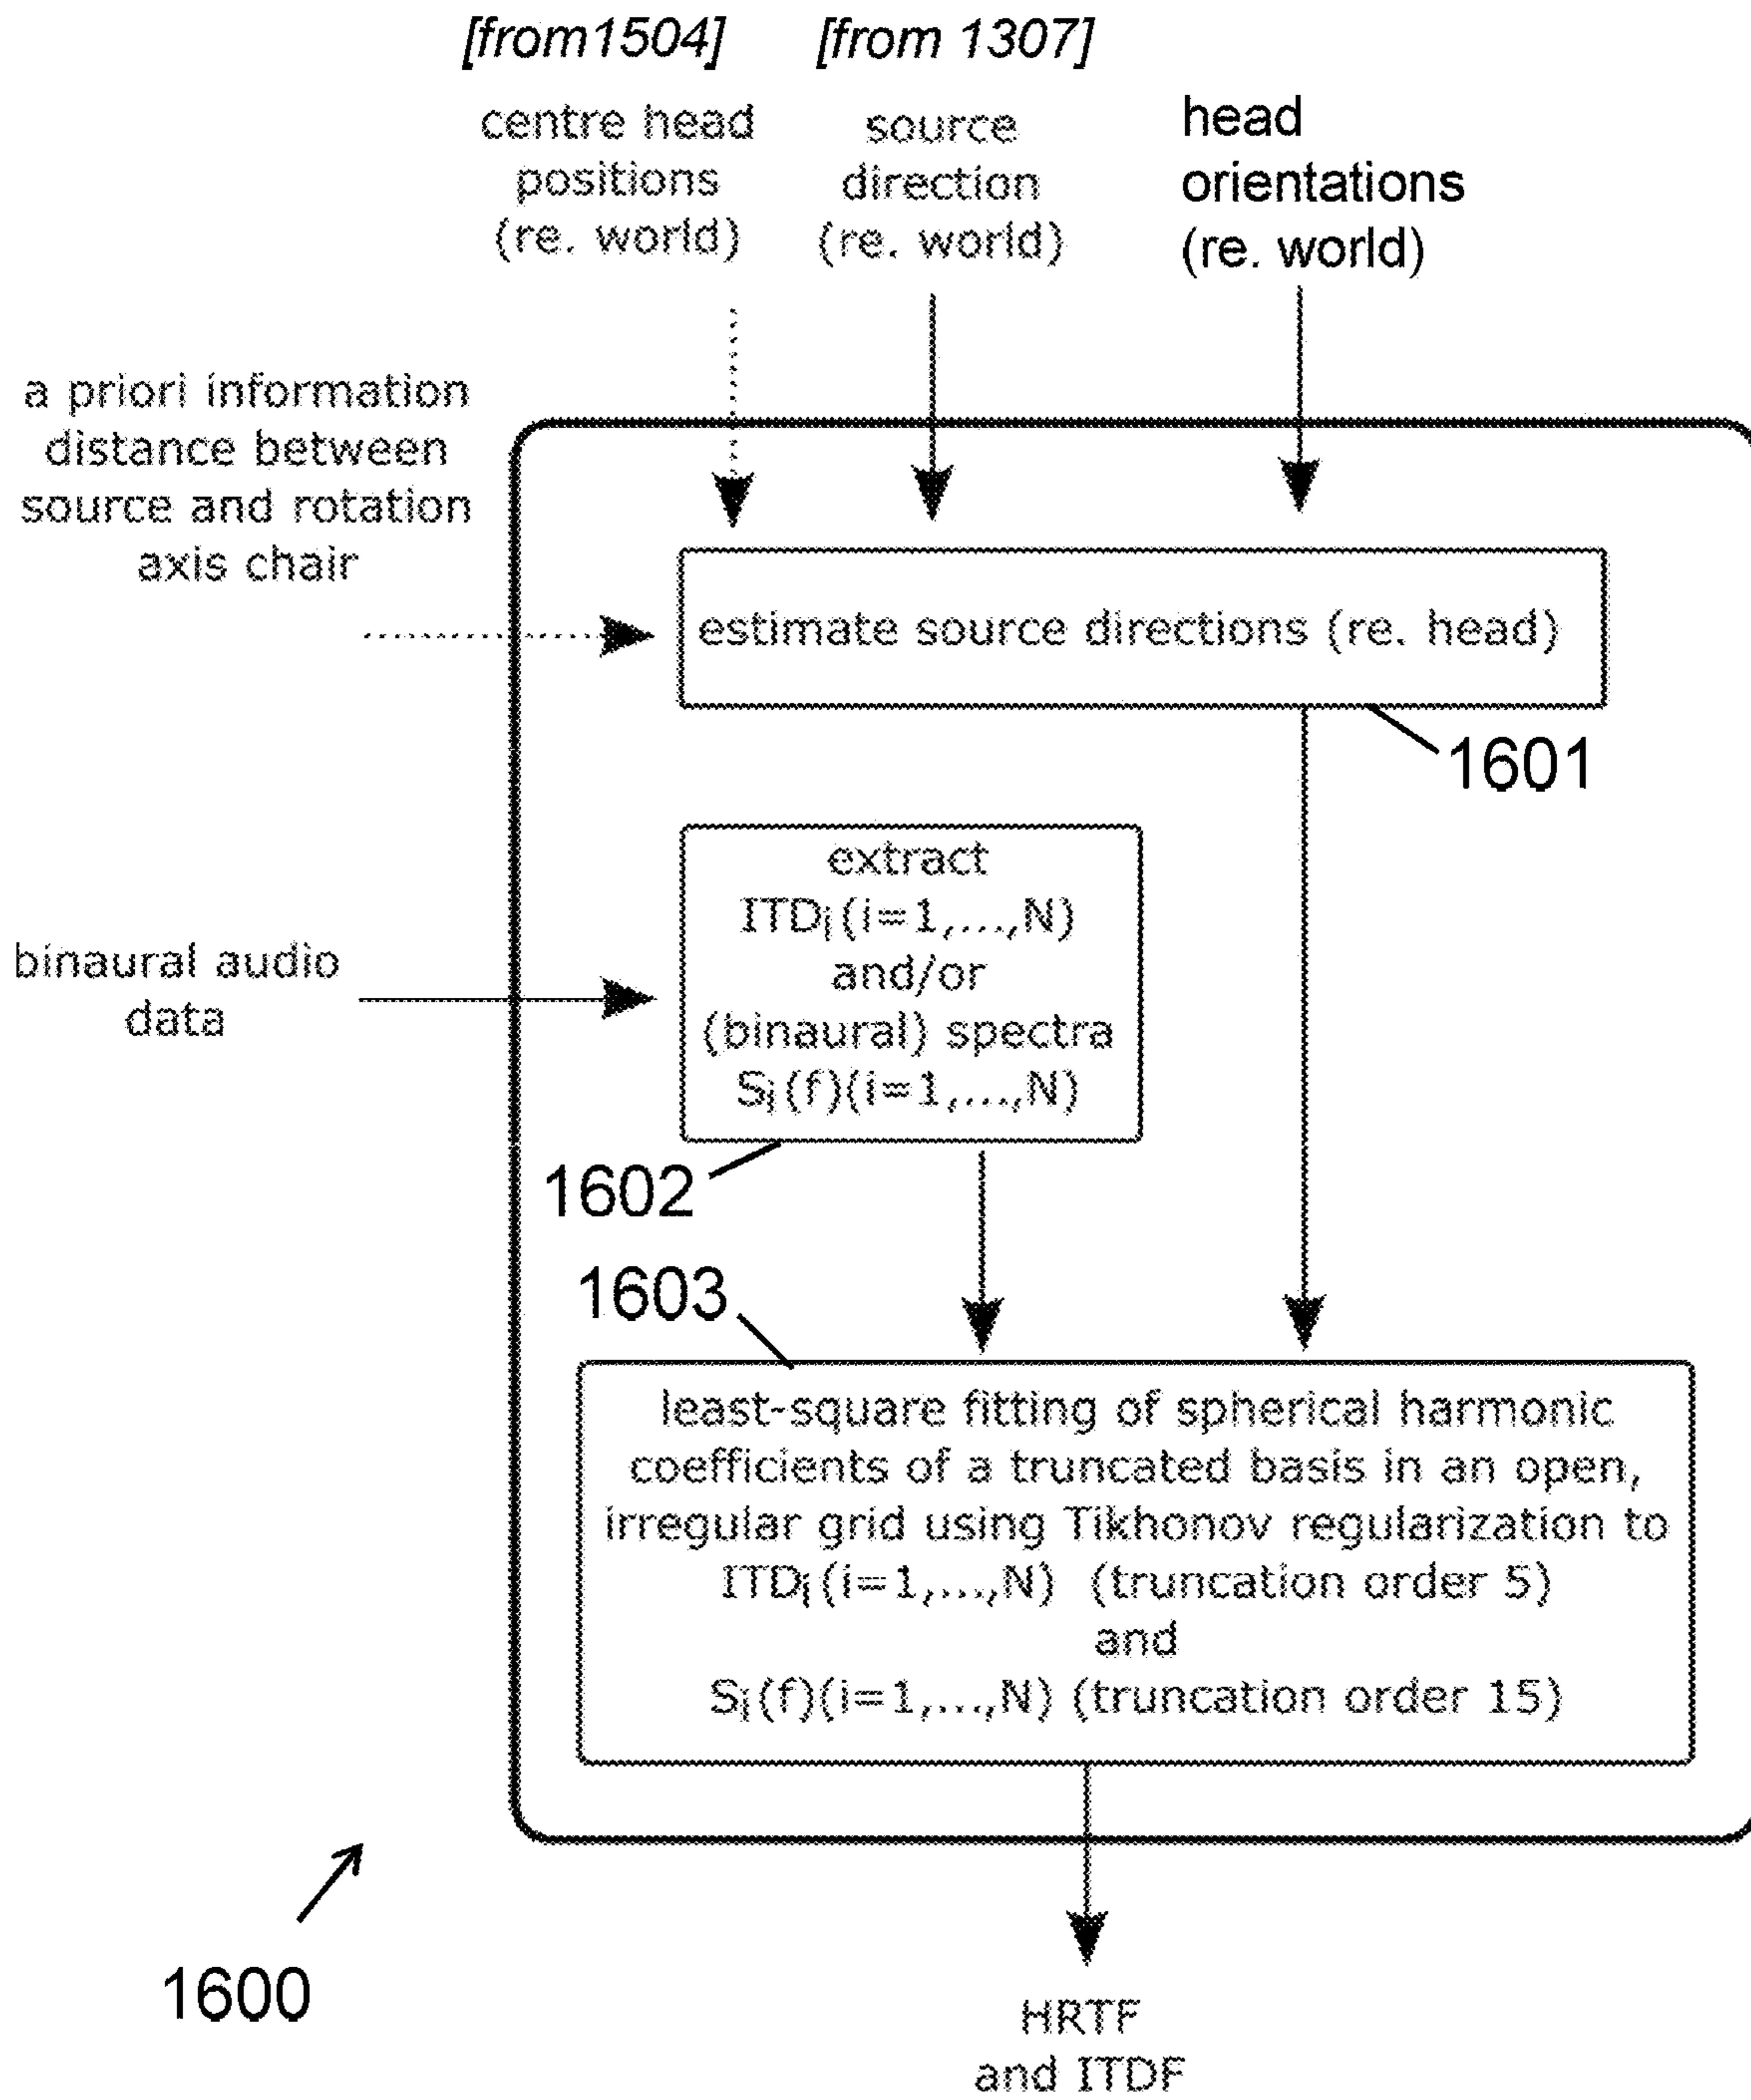 [from1504]
[from 1307]
centre head
positions
(re. world)
source
direction
(re. world)
head
orientations
(re. world)
a priori information
distance between
source and rotation
axis chair
estimate source directions (re. head)
1601
extract
ITDi(i=1,...,N)
and/or
(binaural) spectra
Si(f)(i=1,...,N)
binaural audio
data
1602
1603
least-square fitting of spherical harmonic
coefficients of a truncated basis in an open,
irregular grid using Tikhonov regularization to
ITDi(i=1,...,N) (truncation order 5)
and
Si(f)(i=1,...,N) (truncation order 15)
1600
HRTF
and ITDF